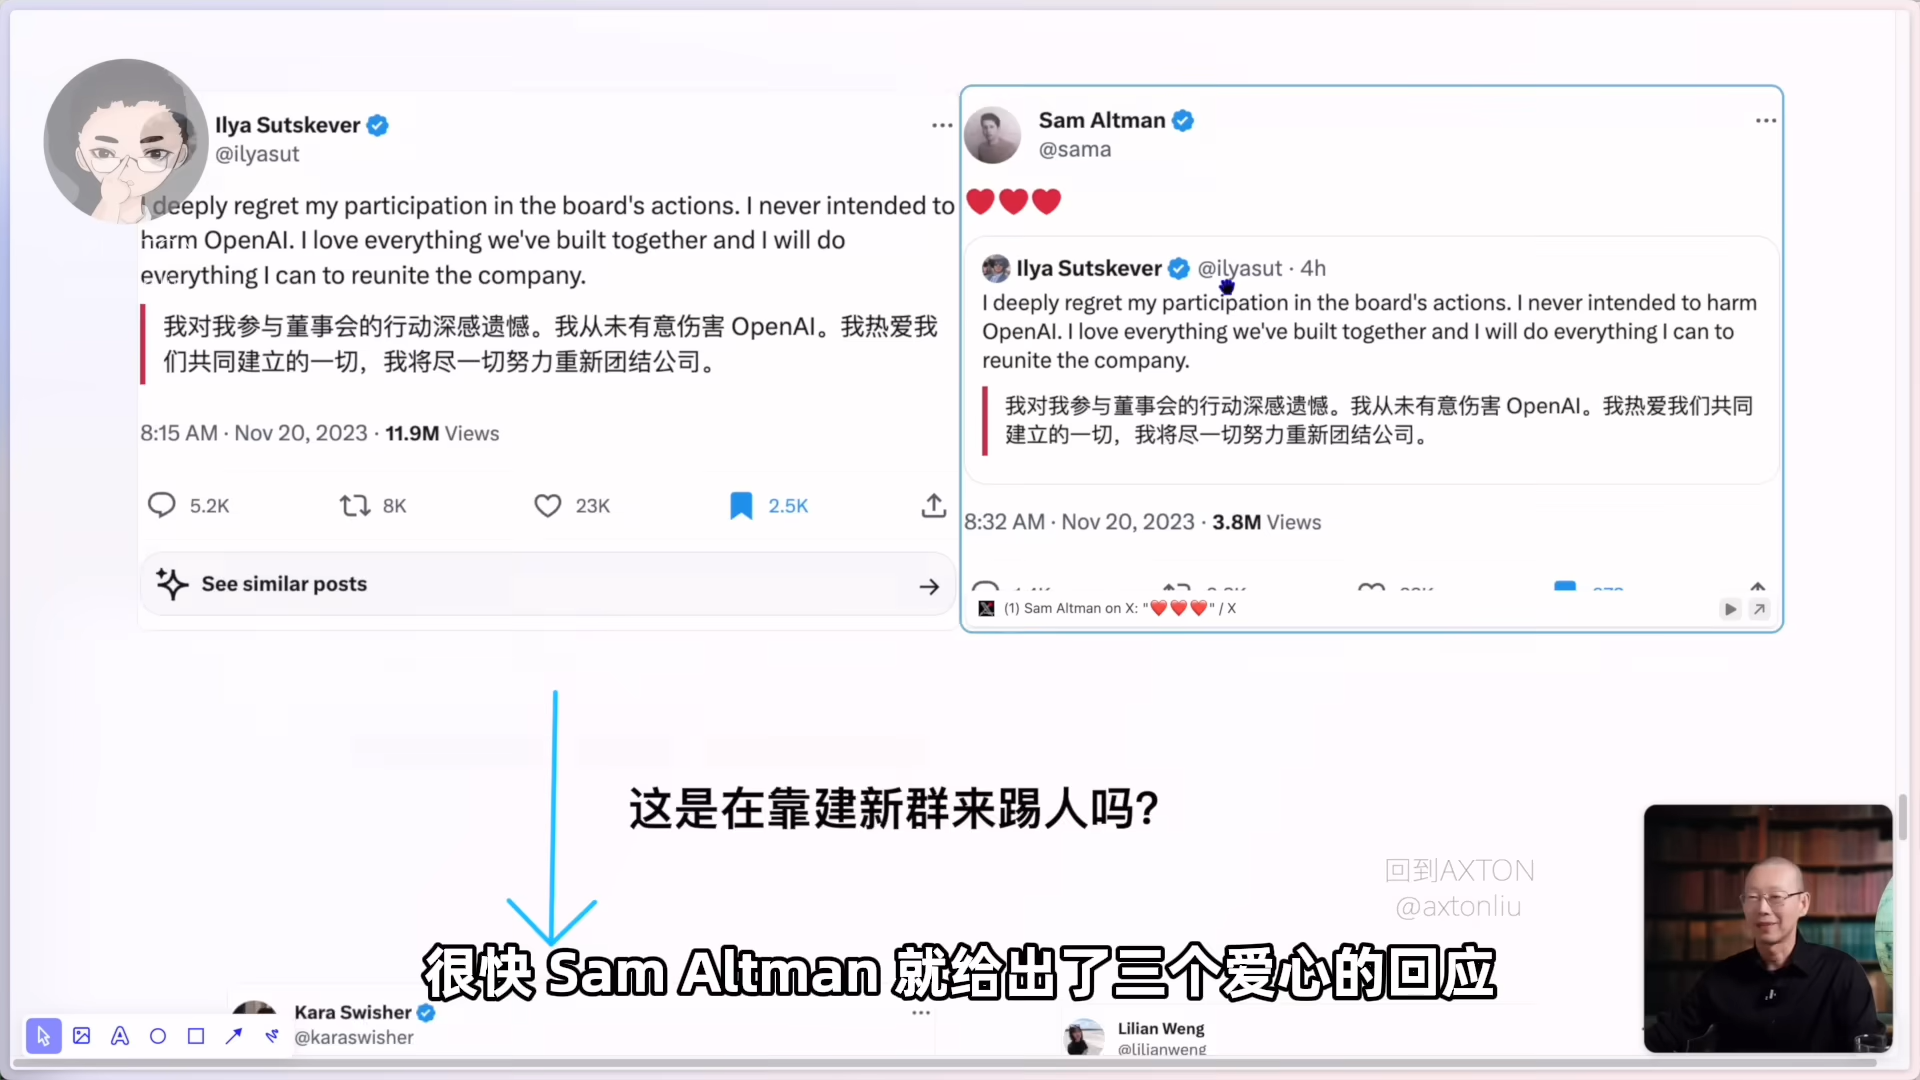 Ilya Sutskever
@ilyasut
I deeply regret my participation in the board's actions. I never intended to
harm OpenAI. I love everything we've built together and I will do
everything I can to reunite the company.
我对我参与董事会的行动深感遗憾。我从未有意伤害 OpenAI。我热爱我
们共同建立的一切，我将尽一切努力重新团结公司。
8:15 AM · Nov 20, 2023 · 11.9M Views
5.2K 8K 23K 2.5K
See similar posts
Sam Altman
@sama
❤️❤️❤️
Ilya Sutskever @ilyasut · 4h
I deeply regret my participation in the board's actions. I never intended to harm
OpenAI. I love everything we've built together and I will do everything I can to
reunite the company.
我对我参与董事会的行动深感遗憾。我从未有意伤害 OpenAI。我热爱我们共同
建立的一切，我将尽一切努力重新团结公司。
8:32 AM · Nov 20, 2023 · 3.8M Views
(1) Sam Altman on X: "❤️❤️❤️" / X
这是在靠建新群来踢人吗?
回到AXTON
@axtonliu
很快 Sam Altman 就给出了三个爱心的回应
Kara Swisher
@karaswisher
Lilian Weng
@lilianweng